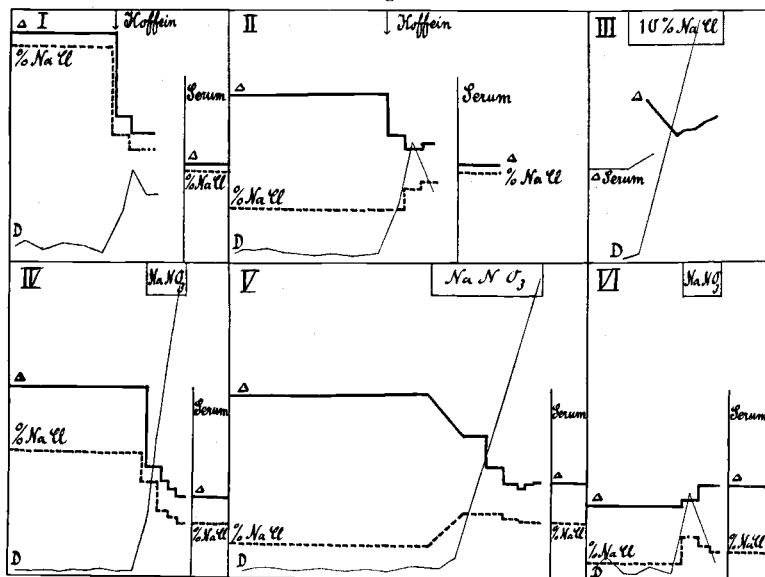 I
Koffein
Δ
% NaCl
Serum
Δ
% NaCl
D
II
Koffein
Δ
Serum
Δ
% NaCl
% NaCl
D
III
10% NaCl
Δ
Δ Serum
D
IV
NaNO3
Δ
% NaCl
Serum
Δ
% NaCl
D
V
NaNO3
Δ
Serum
Δ
% NaCl
% NaCl
D
VI
NaNO3
Serum
Δ
Δ
% NaCl
% NaCl
D